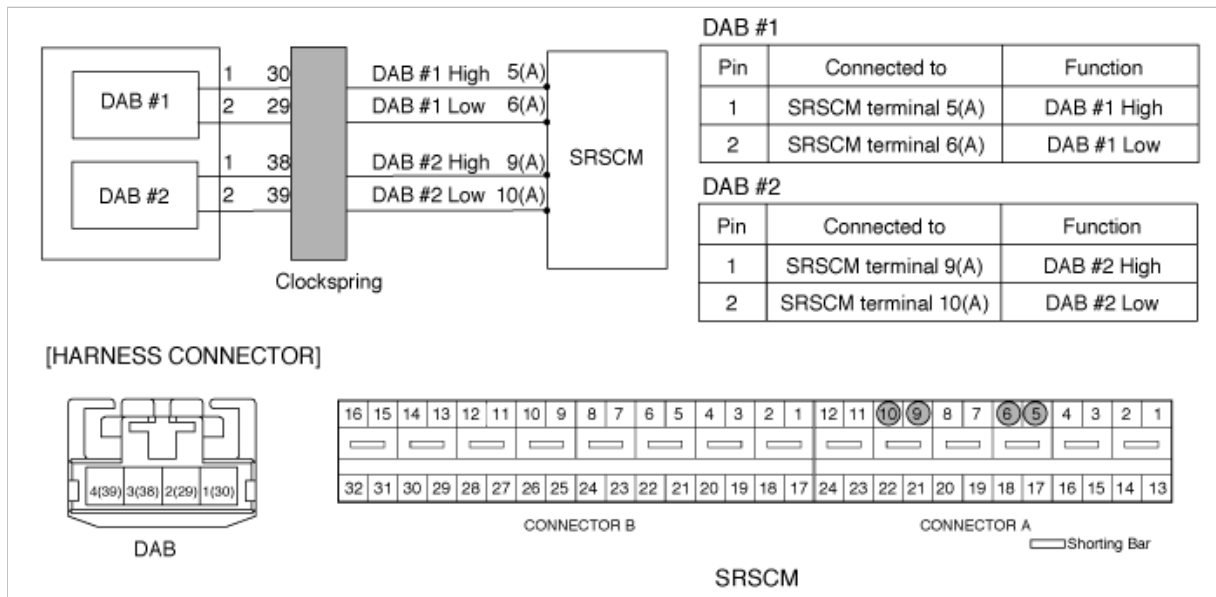 DAB #1
1 30 DAB #1 High 5(A)
2 29 DAB #1 Low 6(A)
DAB #2
1 38 DAB #2 High 9(A)
2 39 DAB #2 Low 10(A)
SRSCM
Clockspring
DAB #1
Pin Connected to Function
1 SRSCM terminal 5(A) DAB #1 High
2 SRSCM terminal 6(A) DAB #1 Low
DAB #2
Pin Connected to Function
1 SRSCM terminal 9(A) DAB #2 High
2 SRSCM terminal 10(A) DAB #2 Low
[HARNESS CONNECTOR]
4(39) 3(38) 2(29) 1(30)
DAB
16 15 14 13 12 11 10 9 8 7 6 5 4 3 2 1 12 11 10 9 8 7 6 5 4 3 2 1
32 31 30 29 28 27 26 25 24 23 22 21 20 19 18 17 24 23 22 21 20 19 18 17 16 15 14 13
CONNECTOR B CONNECTOR A
Shorting Bar
SRSCM